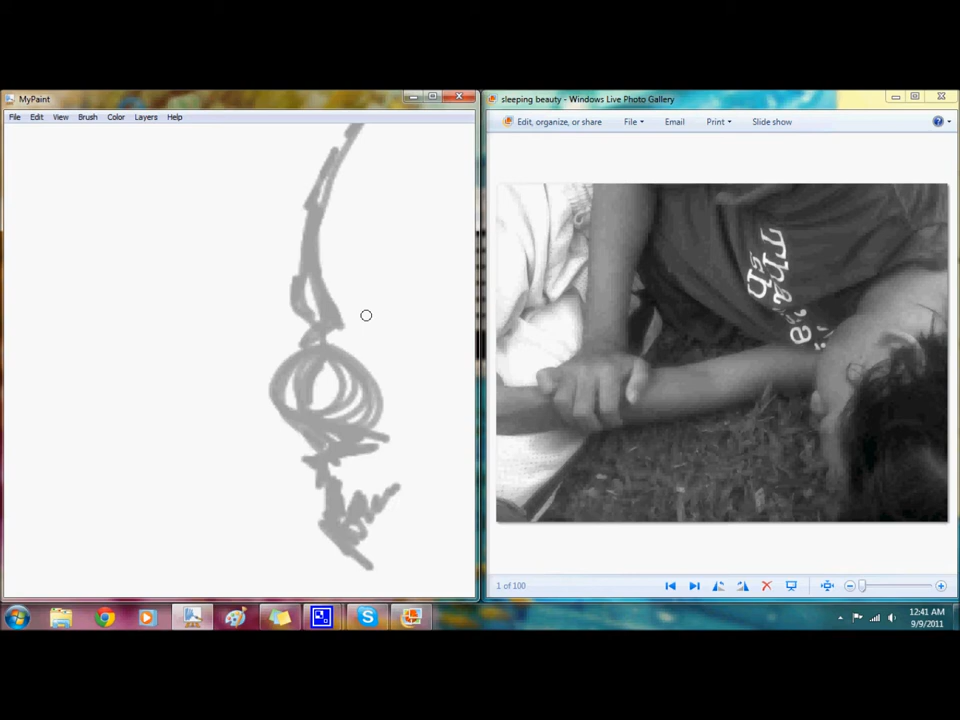 MyPaint
File Edit View Brush Color Layers Help
sleeping beauty - Windows Live Photo Gallery
Edit, organize, or share File Email Print Slide show
1 of 100
12:41 AM
9/9/2011